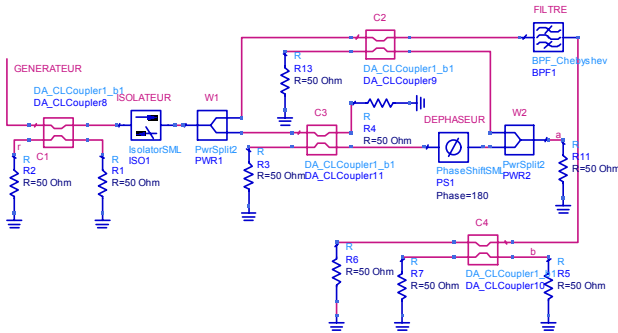 FILTRE
C2
GENERATEUR
BPF_Chebyshev
BPF1
R
R13
R=50 Ohm
DA_CLCoupler1_b1
DA_CLCoupler9
DA_CLCoupler1_b1
DA_CLCoupler8
ISOLATEUR
W1
C3
R
R4
R=50 Ohm
DEPHASEUR
W2
a
r
C1
IsolatorSML
ISO1
PwrSplit2
PWR1
R
R2
R=50 Ohm
R
R1
R=50 Ohm
R
R3
R=50 Ohm
DA_CLCoupler1_b1
DA_CLCoupler11
PhaseShiftSML
PS1
Phase=180
PwrSplit2
PWR2
R
R11
R=50 Ohm
C4
b
R
R6
R=50 Ohm
R
R7
R=50 Ohm
DA_CLCoupler1_b1
DA_CLCoupler10
R
R5
R=50 Ohm